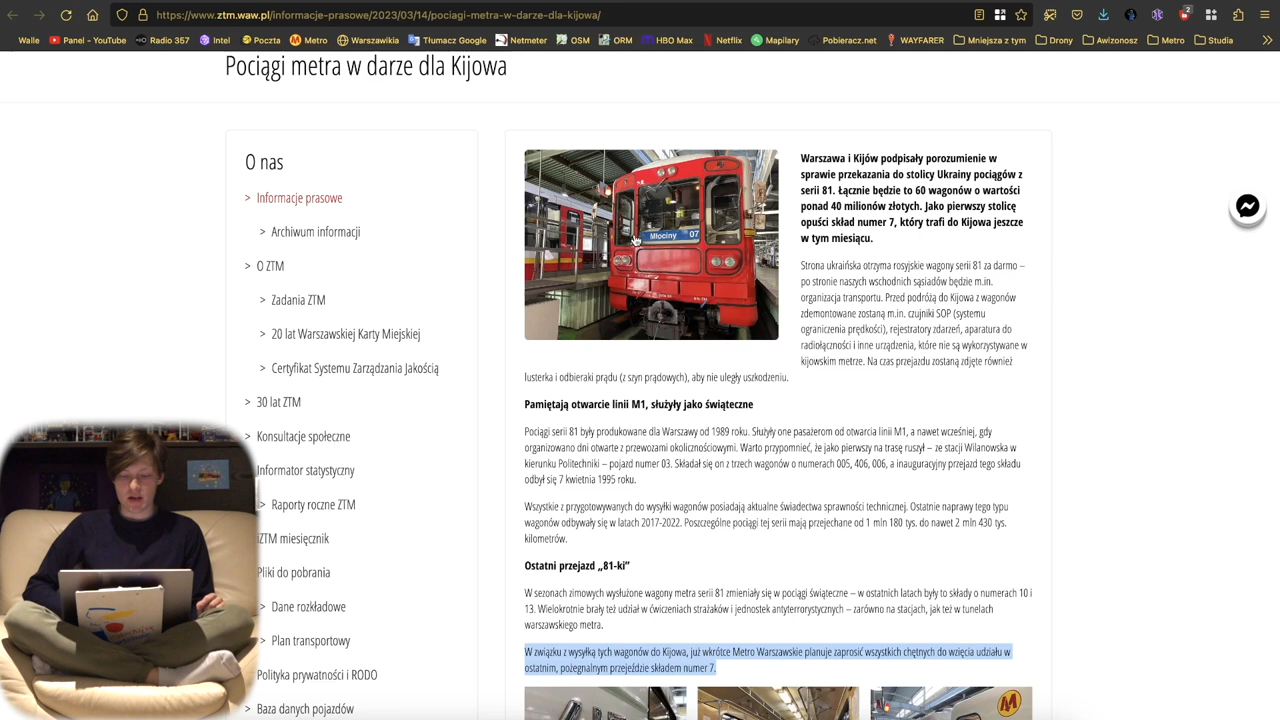 https://www.ztm.waw.pl/informacje-prasowe/2023/03/14/pociagi-metra-w-darze-dla-kijowa/
2
Walle
Panel - YouTube
Radio 357
Intel
Poczta
Metro
Warszawikia
Tłumacz Google
Netmeter
OSM
ORM
HBO Max
Netflix
Mapilary
Pobieracz.net
WAYFARER
Mniejsza z tym
Drony
Awizonosz
Metro
Studia
Pociągi metra w darze dla Kijowa
O nas
> Informacje prasowe
> Archiwum informacji
> O ZTM
> Zadania ZTM
> 20 lat Warszawskiej Karty Miejskiej
> Certyfikat Systemu Zarządzania Jakością
> 30 lat ZTM
> Konsultacje społeczne
Informator statystyczny
> Raporty roczne ZTM
iZTM miesięcznik
Pliki do pobrania
> Dane rozkładowe
> Plan transportowy
Polityka prywatności i RODO
> Baza danych pojazdów
Młociny 07
Warszawa i Kijów podpisały porozumienie w
sprawie przekazania do stolicy Ukrainy pociągów z
serii 81. Łącznie będzie to 60 wagonów o wartości
ponad 40 milionów złotych. Jako pierwszy stolicę
opuści skład numer 7, który trafi do Kijowa jeszcze
w tym miesiącu.
Strona ukraińska otrzyma rosyjskie wagony serii 81 za darmo –
po stronie naszych wschodnich sąsiadów będzie m.in.
organizacja transportu. Przed podróżą do Kijowa z wagonów
zdemontowane zostaną m.in. czujniki SOP (systemu
ograniczenia prędkości), rejestratory zdarzeń, aparatura do
radiołączności i inne urządzenia, które nie są wykorzystywane w
kijowskim metrze. Na czas przejazdu zostaną zdjęte również
lusterka i odbieraki prądu (z szyn prądowych), aby nie uległy uszkodzeniu.
Pamiętają otwarcie linii M1, służyły jako świąteczne
Pociągi serii 81 były produkowane dla Warszawy od 1989 roku. Służyły one pasażerom od otwarcia linii M1, a nawet wcześniej, gdy
organizowano dni otwarte z przewozami okolicznościowymi. Warto przypomnieć, że jako pierwszy na trasę ruszył – ze stacji Wilanowska w
kierunku Politechniki – pojazd numer 03. Składał się on z trzech wagonów o numerach 005, 406, 006, a inauguracyjny przejazd tego składu
odbył się 7 kwietnia 1995 roku.
Wszystkie z przygotowywanych do wysyłki wagonów posiadają aktualne świadectwa sprawności technicznej. Ostatnie naprawy tego typu
wagonów odbywały się w latach 2017-2022. Poszczególne pociągi tej serii mają przejechane od 1 mln 180 tys. do nawet 2 mln 430 tys.
kilometrów.
Ostatni przejazd „81-ki”
W sezonach zimowych wysłużone wagony metra serii 81 zmieniały się w pociągi świąteczne – w ostatnich latach były to składy o numerach 10 i
13. Wielokrotnie brały też udział w ćwiczeniach strażaków i jednostek antyterrorystycznych – zarówno na stacjach, jak też w tunelach
warszawskiego metra.
W związku z wysyłką tych wagonów do Kijowa, już wkrótce Metro Warszawskie planuje zaprosić wszystkich chętnych do wzięcia udziału w
ostatnim, pożegnalnym przejeździe składem numer 7.